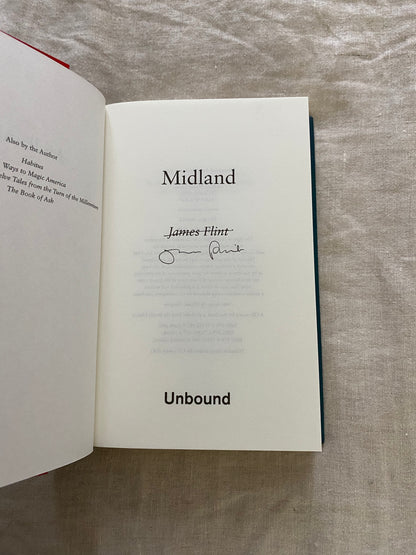 Also by the Author
Habitus
Ways to Magic America
Tales from the Turn of the Millennium
The Book of Ash
Midland
James Flint
Unbound